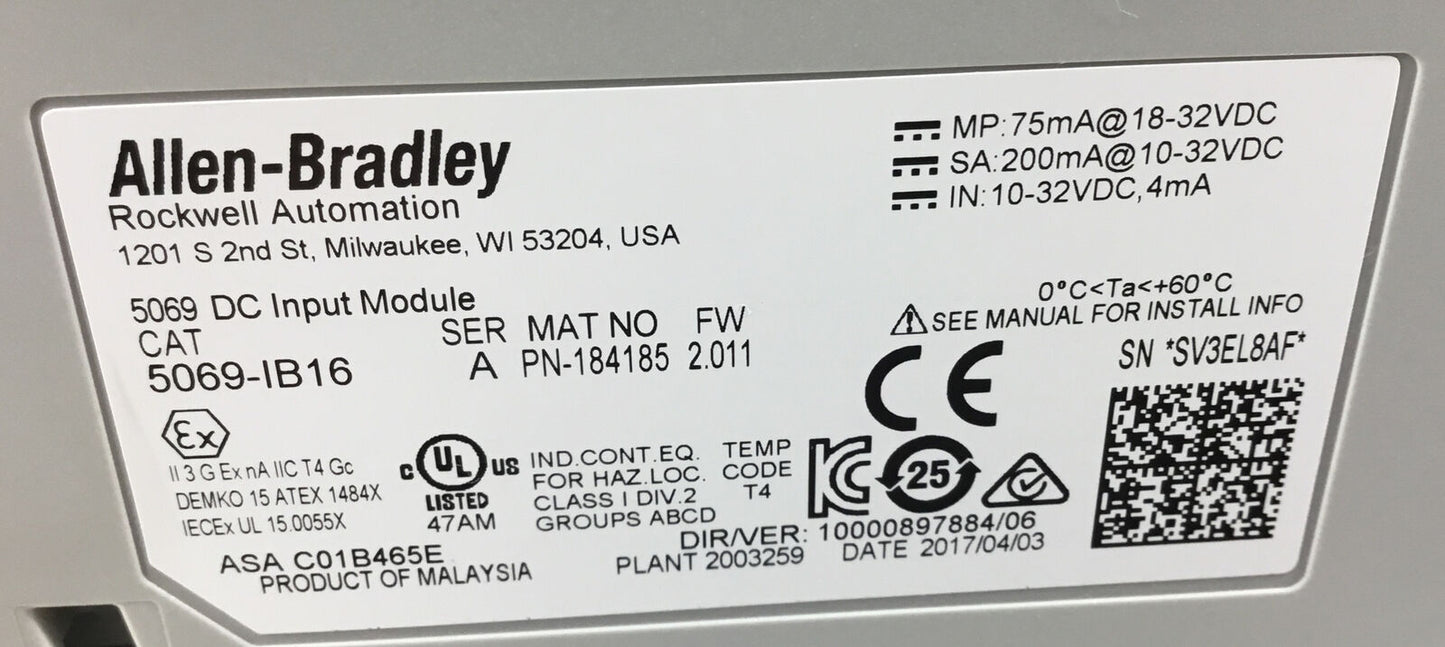 Allen-Bradley
Rockwell Automation
1201 S 2nd St, Milwaukee, WI 53204, USA
MP: 75mA@18-32VDC
SA: 200mA@10-32VDC
IN: 10-32VDC, 4mA
5069 DC Input Module
CAT SER MAT NO FW
5069-IB16 A PN-184185 2.011
0°C<Ta<+60°C
SEE MANUAL FOR INSTALL INFO
SN *SV3EL8AF*
CE
Ex
II 3 G Ex nA IIC T4 Gc
DEMKO 15 ATEX 1484X
IECEx UL 15.0055X
c UL US
LISTED
47AM
IND.CONT.EQ.
FOR HAZ.LOC.
CLASS I DIV.2
GROUPS ABCD
TEMP
CODE
T4
KC
25
ASA C01B465E
PRODUCT OF MALAYSIA
DIR/VER: 10000897884/06
PLANT 2003259 DATE 2017/04/03